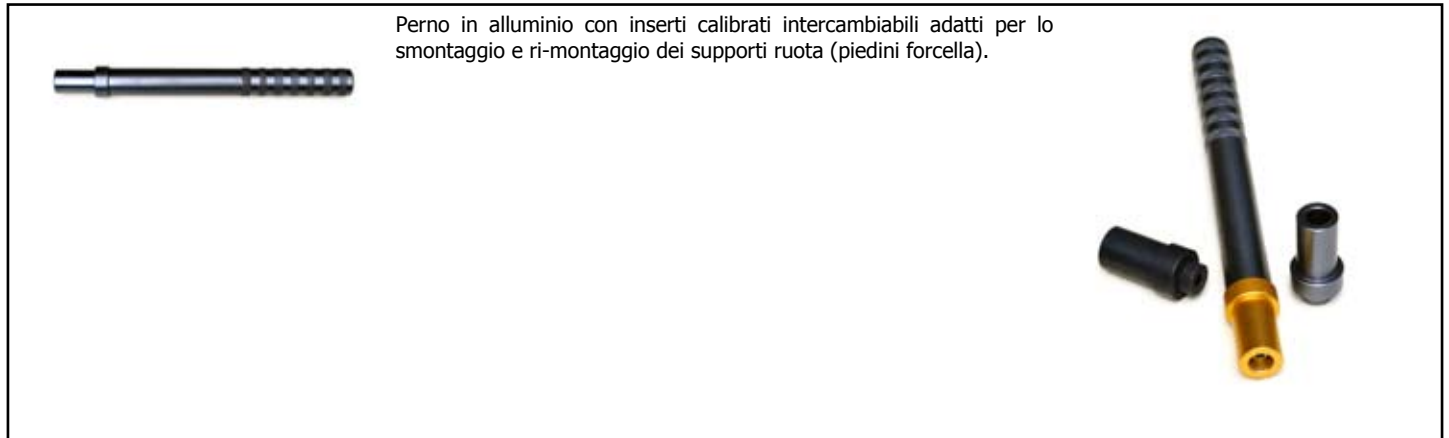 Perno in alluminio con inserti calibrati intercambiabili adatti per lo
smontaggio e ri-montaggio dei supporti ruota (piedini forcella).